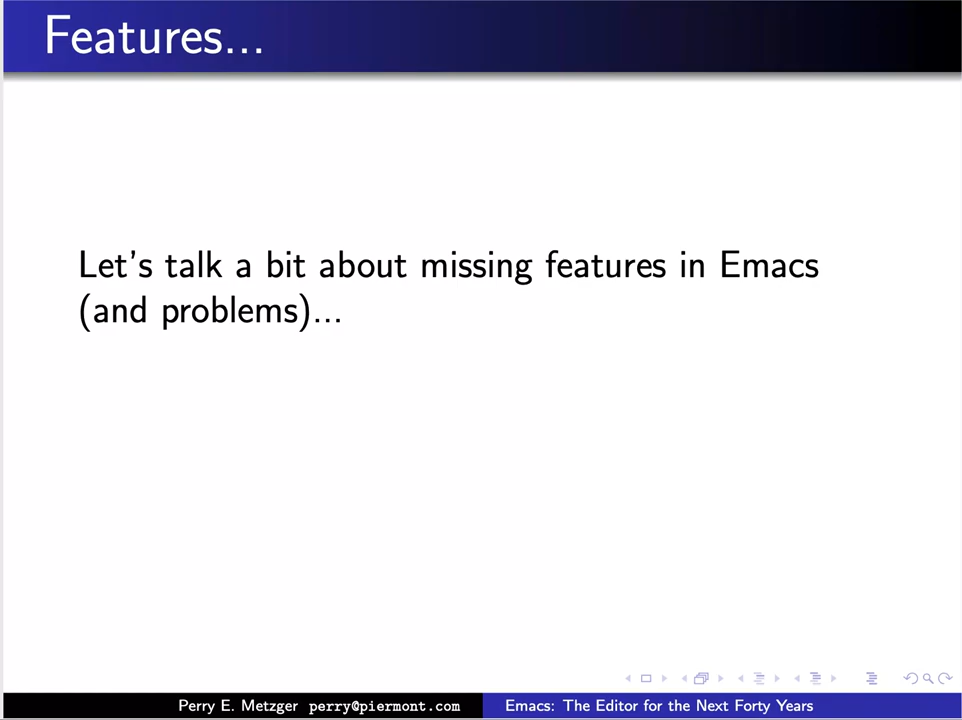 Features...
Let's talk a bit about missing features in Emacs
(and problems)...
Perry E. Metzger perry@piermont.com
Emacs: The Editor for the Next Forty Years